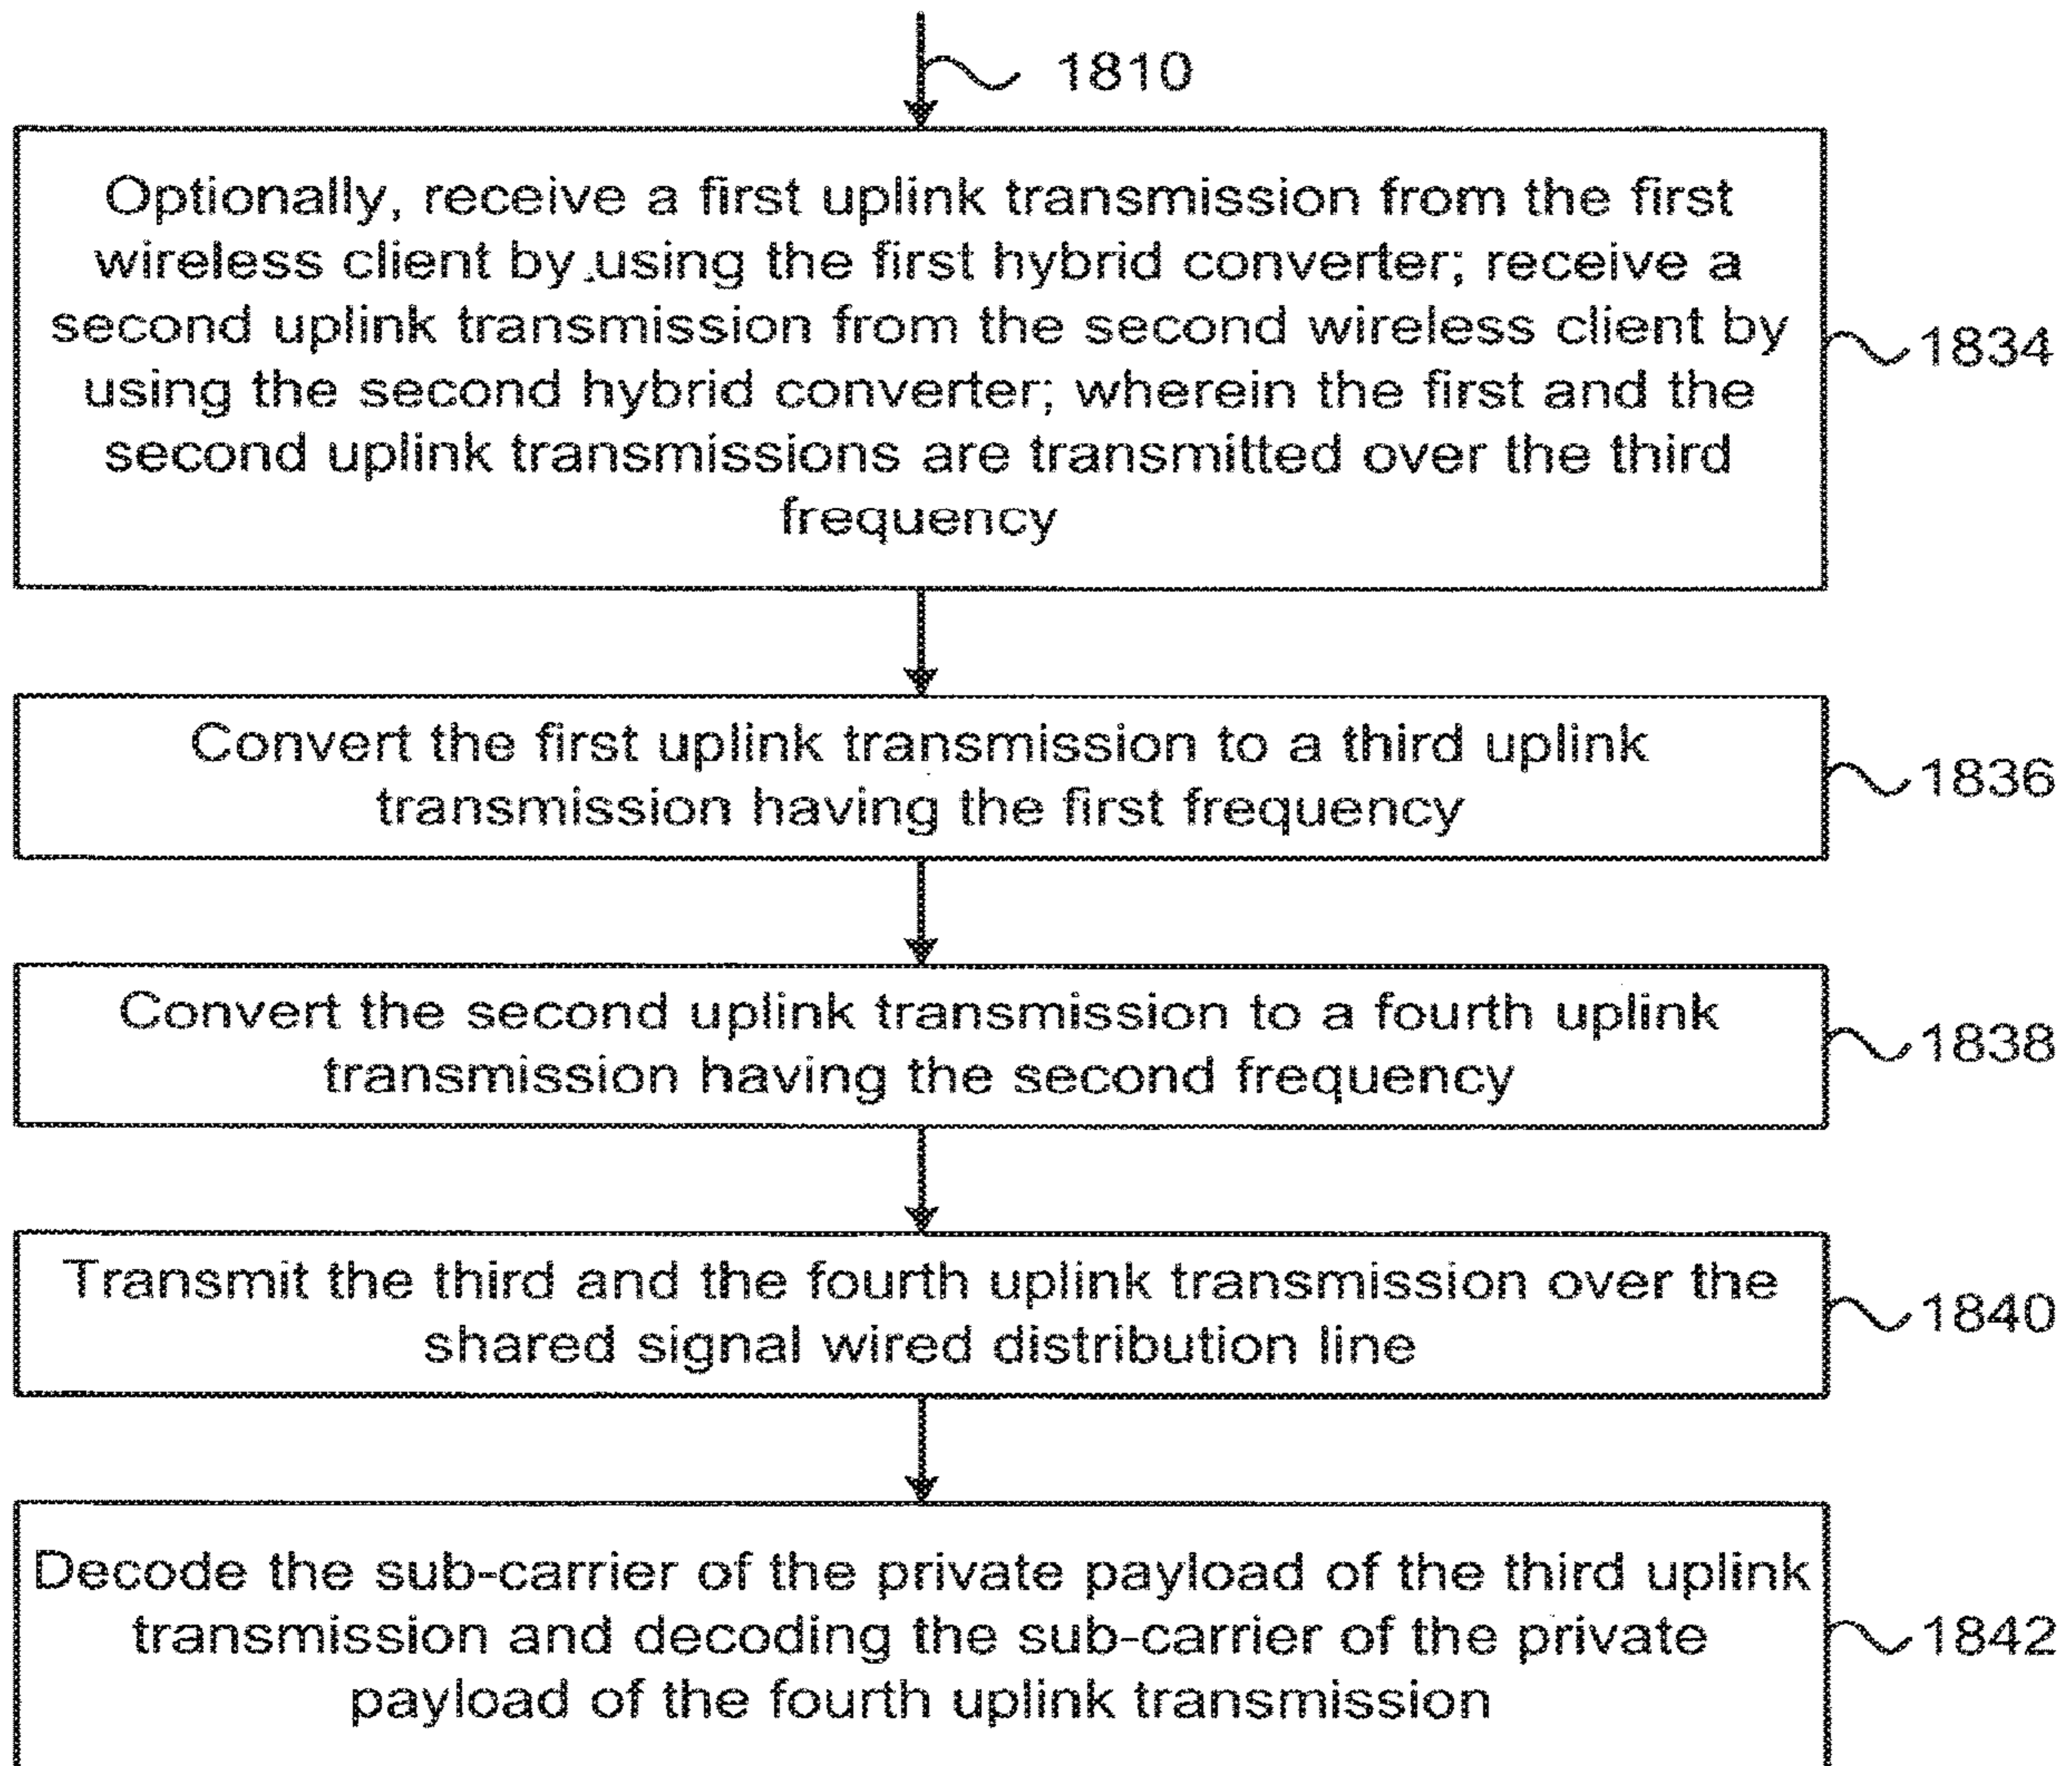 1810
Optionally, receive a first uplink transmission from the first
wireless client by using the first hybrid converter; receive a
second uplink transmission from the second wireless client by
using the second hybrid converter; wherein the first and the
second uplink transmissions are transmitted over the third
frequency
1834
Convert the first uplink transmission to a third uplink
transmission having the first frequency
1836
Convert the second uplink transmission to a fourth uplink
transmission having the second frequency
1838
Transmit the third and the fourth uplink transmission over the
shared signal wired distribution line
1840
Decode the sub-carrier of the private payload of the third uplink
transmission and decoding the sub-carrier of the private
payload of the fourth uplink transmission
1842